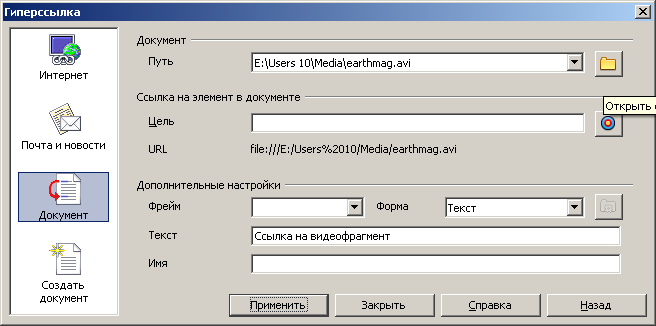 Гиперссылка
Интернет
Почта и новости
Документ
Создать
документ
Документ
Путь E:\Users 10\Media\earthmag.avi
Открыть
Ссылка на элемент в документе
Цель
URL file:///E:/Users%2010/Media/earthmag.avi
Дополнительные настройки
Фрейм Форма Текст
Текст Ссылка на видеофрагмент
Имя
Применить Закрыть Справка Назад